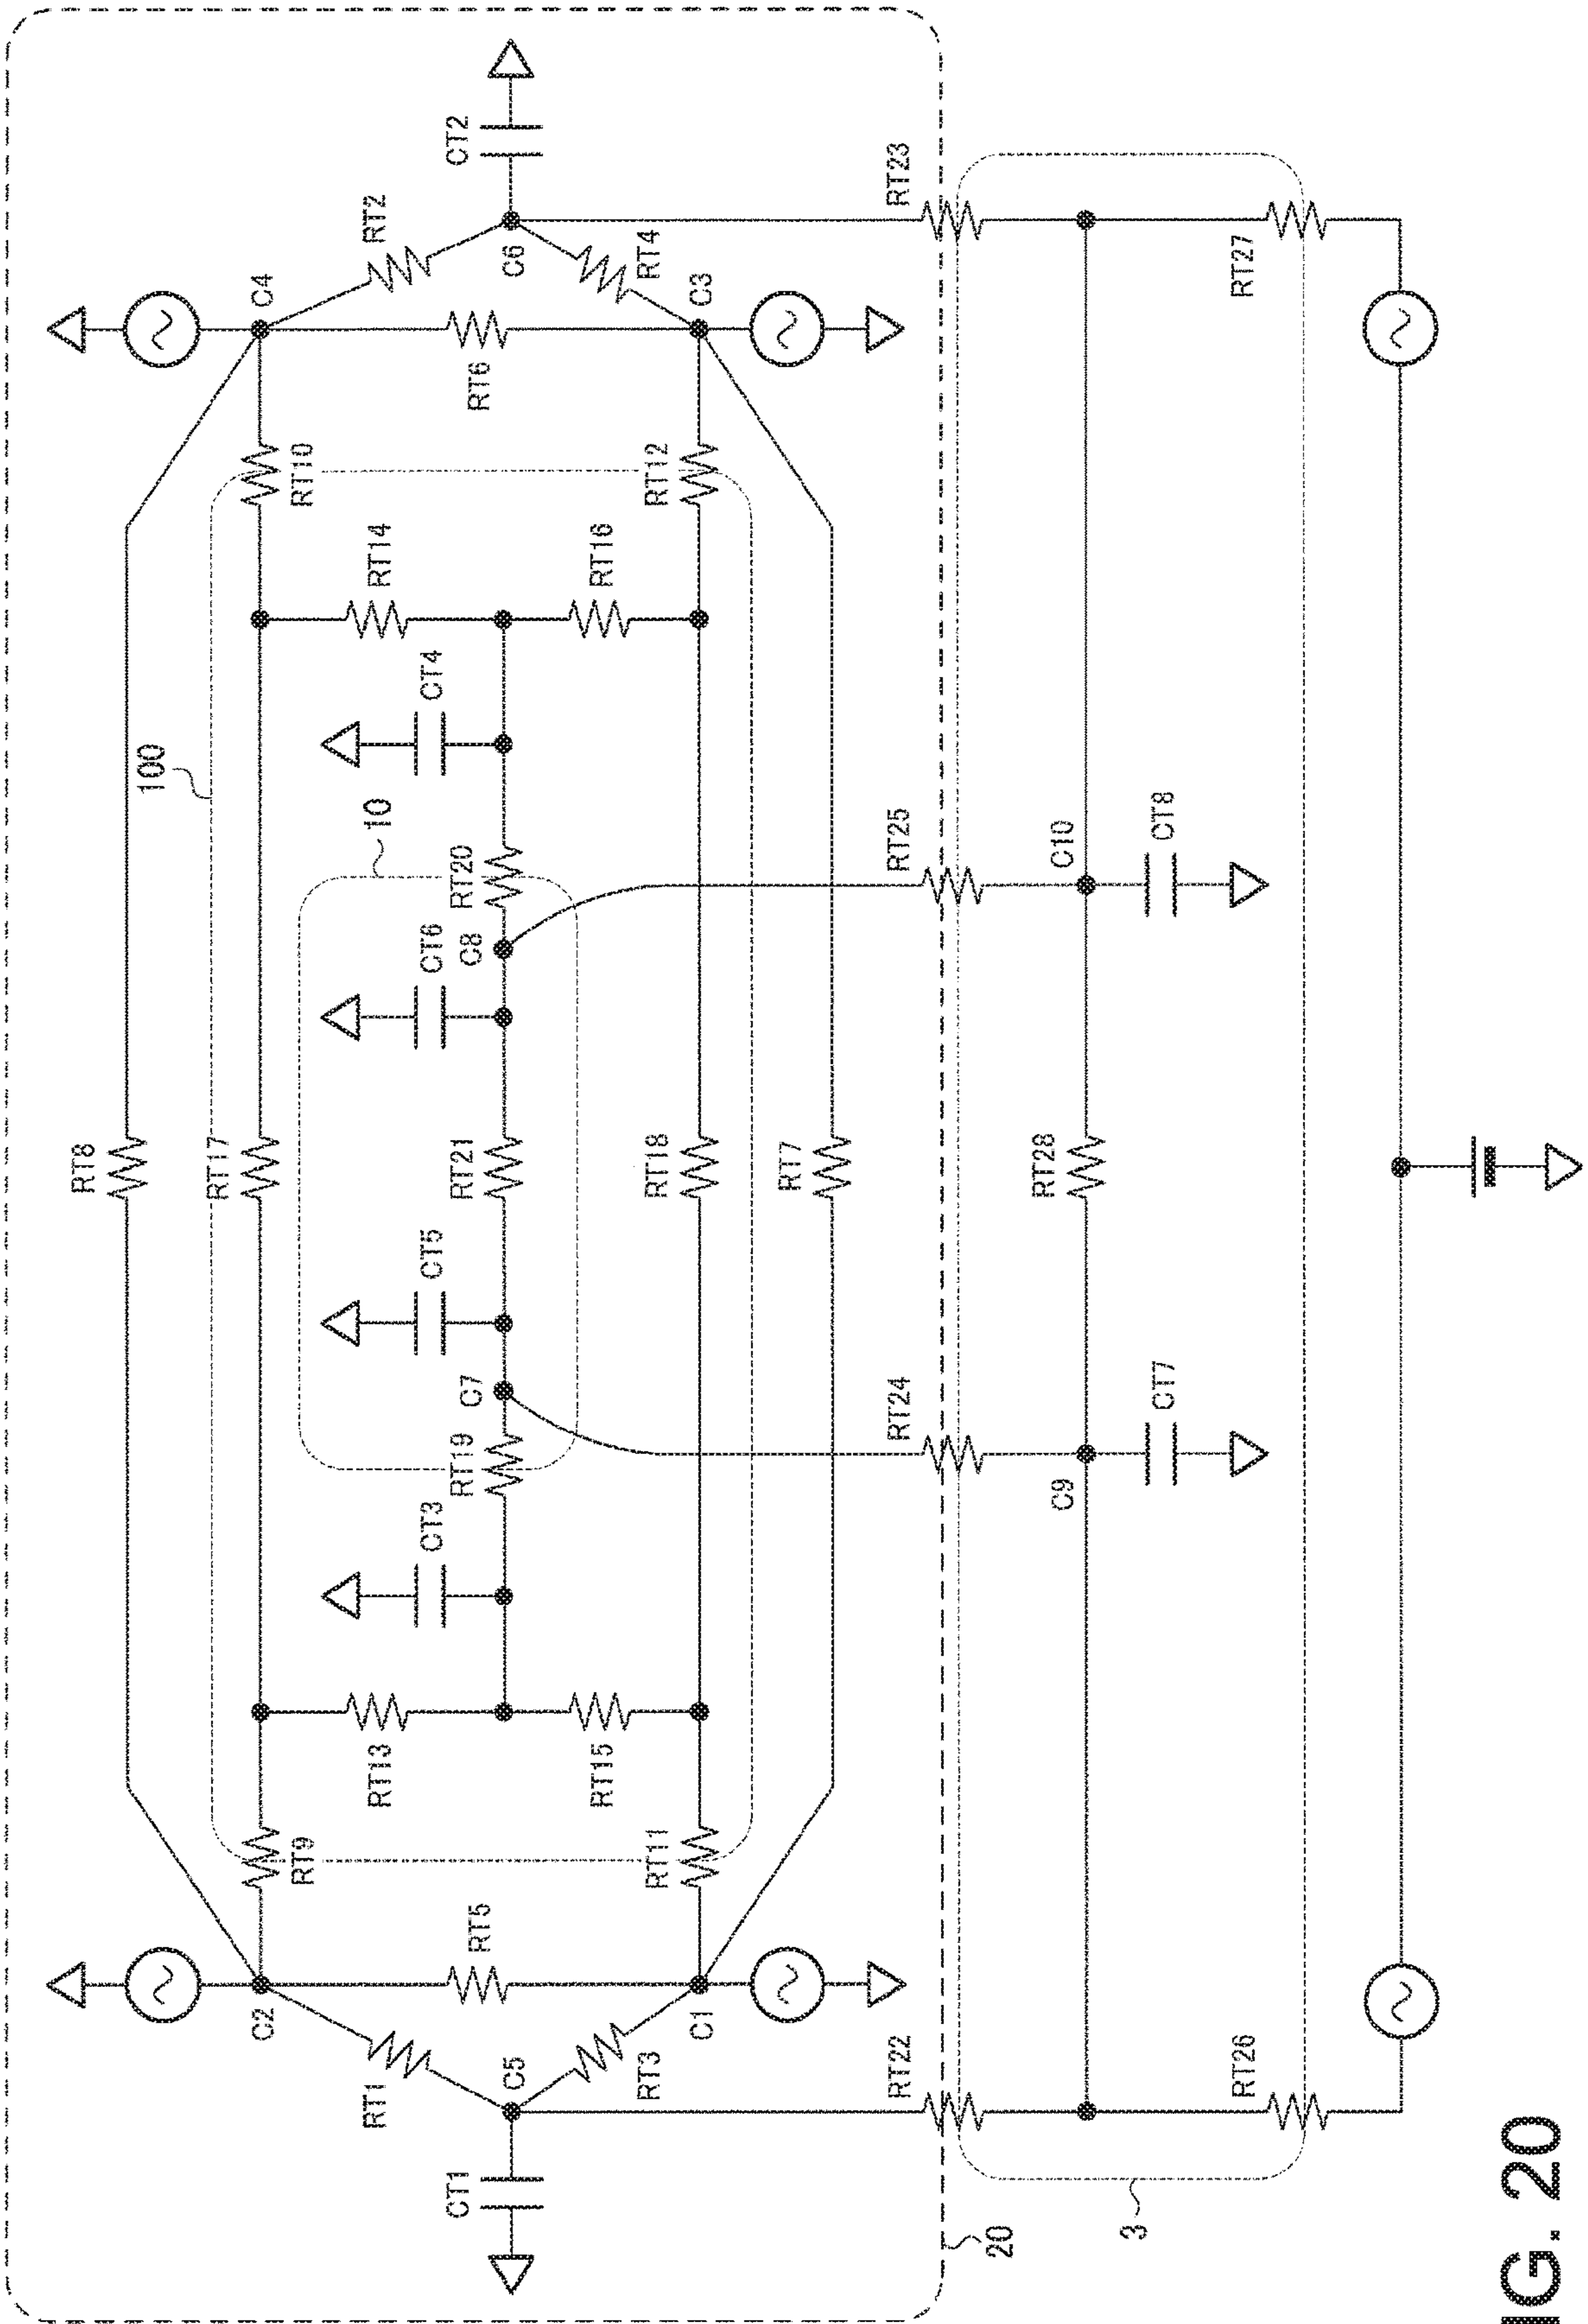 RT8
100
RT17
C2
C4
RT9
RT10
RT1
RT13
10
RT14
RT2
CT3
CT5
CT6
CT4
CT1
RT19
C7
RT21
C8
RT20
CT2
RT5
RT6
C5
C6
RT15
RT16
RT3
RT11
RT18
RT12
RT4
C1
C3
RT7
RT22
RT24
RT25
RT23
20
C9
RT28
C10
3
CT7
CT8
RT26
RT27
IG. 20